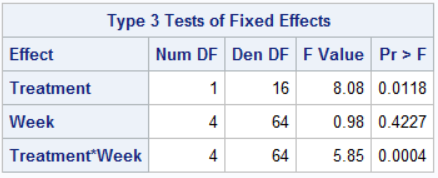 Type 3 Tests of Fixed Effects
Effect Num DF Den DF F Value Pr > F
Treatment 1 16 8.08 0.0118
Week 4 64 0.98 0.4227
Treatment*Week 4 64 5.85 0.0004